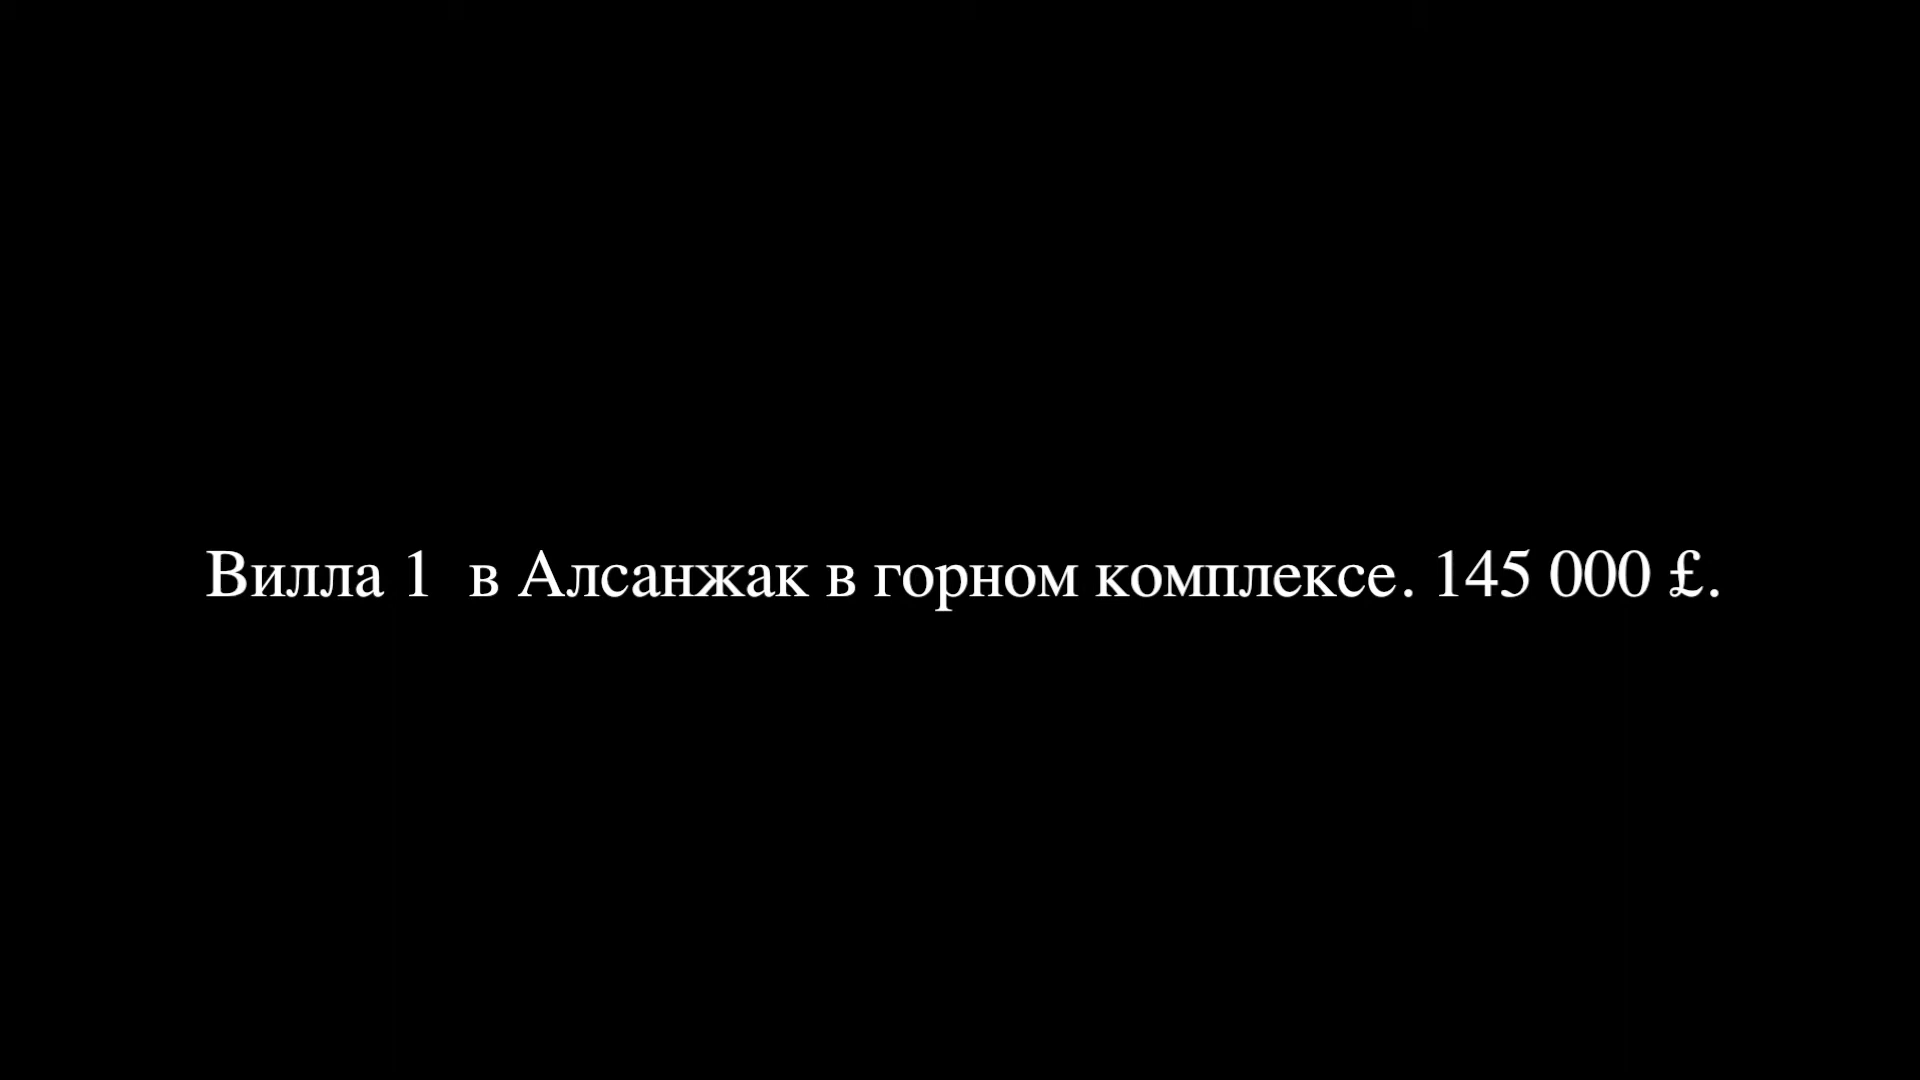 Вилла 1  в Алсанжак в горном комплексе. 145 000 £.